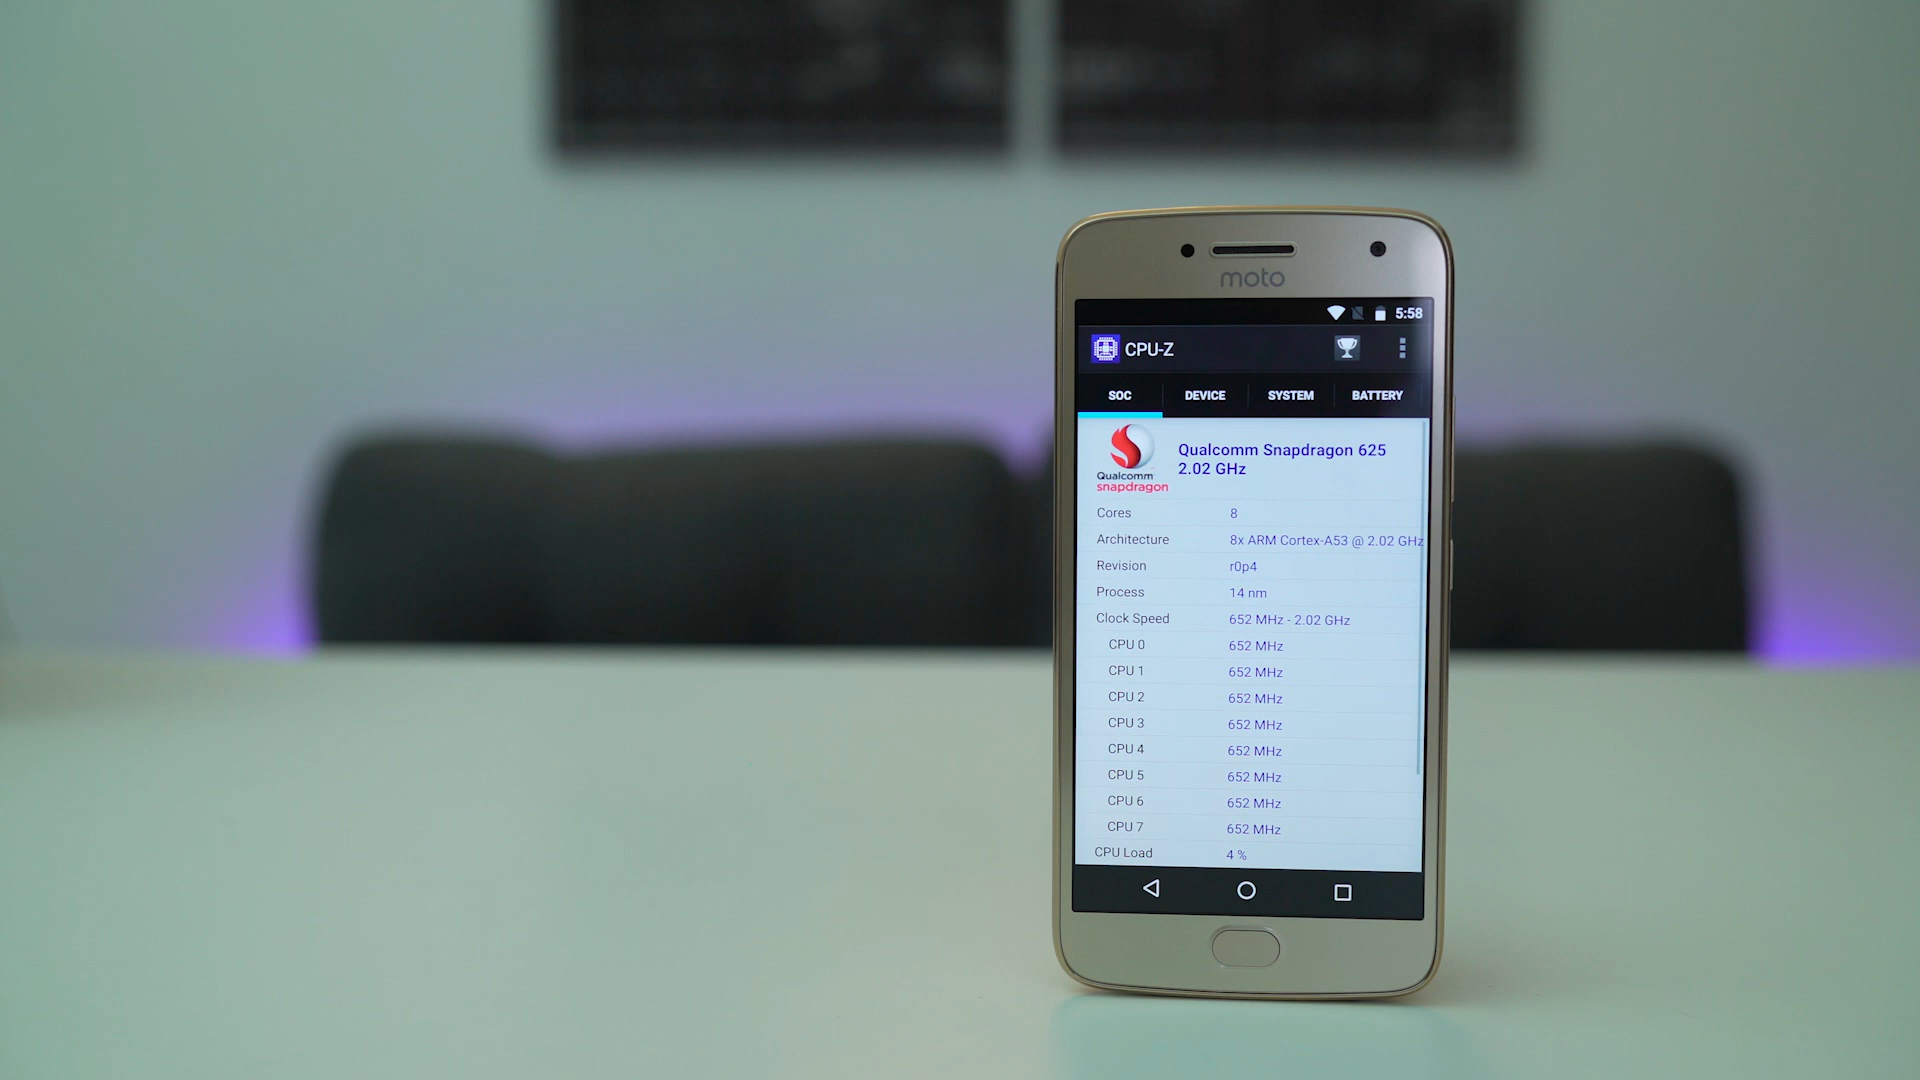 moto
5:58
CPU-Z
SOC DEVICE SYSTEM BATTERY
Qualcomm
snapdragon
Qualcomm Snapdragon 625
2.02 GHz
Cores 8
Architecture 8x ARM Cortex-A53 @ 2.02 GHz
Revision r0p4
Process 14 nm
Clock Speed 652 MHz - 2.02 GHz
CPU 0 652 MHz
CPU 1 652 MHz
CPU 2 652 MHz
CPU 3 652 MHz
CPU 4 652 MHz
CPU 5 652 MHz
CPU 6 652 MHz
CPU 7 652 MHz
CPU Load 4 %